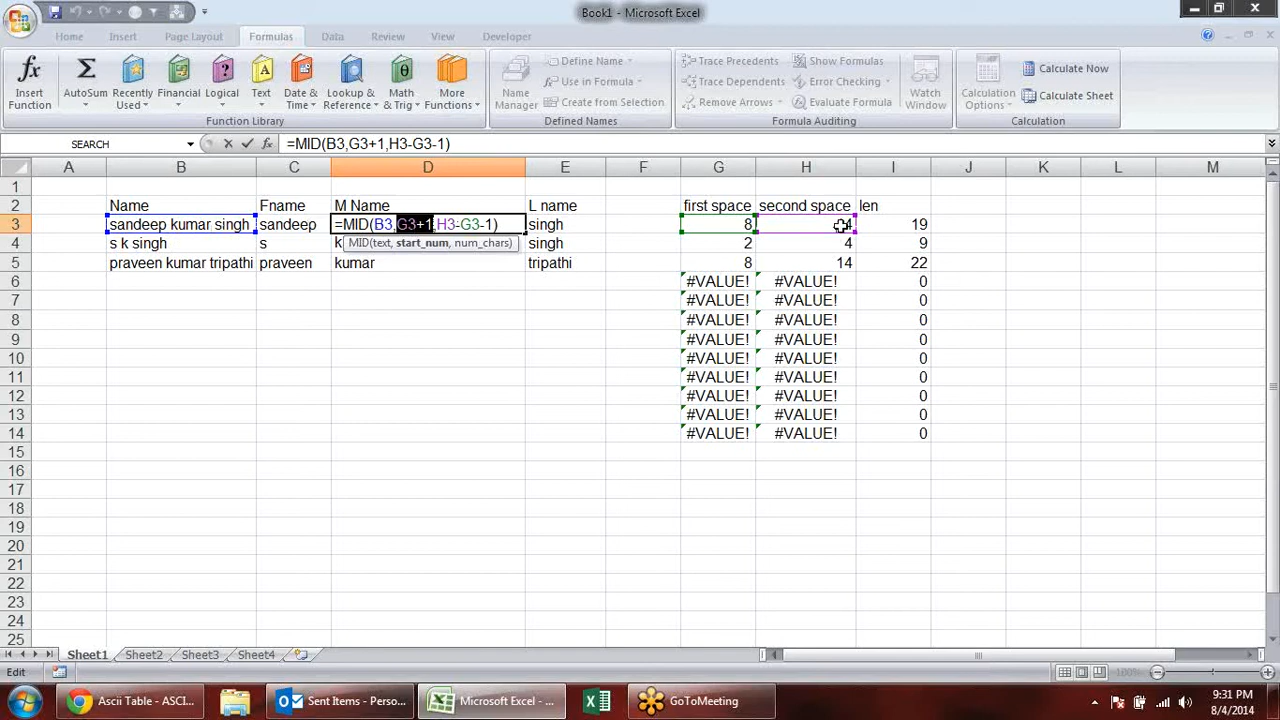 Book1 - Microsoft Excel
Home Insert Page Layout Formulas Data Review View Developer
Insert Function
AutoSum
Recently Used
Financial
Logical
Text
Date & Time
Lookup & Reference
Math & Trig
More Functions
Function Library
Name Manager
Define Name
Use in Formula
Create from Selection
Defined Names
Trace Precedents
Trace Dependents
Remove Arrows
Show Formulas
Error Checking
Evaluate Formula
Formula Auditing
Watch Window
Calculation Options
Calculate Now
Calculate Sheet
Calculation
SEARCH fx =MID(B3,G3+1,H3-G3-1)
A B C D E F G H I J K L M
1
2 Name Fname M Name L name first space second space len
3 sandeep kumar singh sandeep =MID(B3,G3+1,H3-G3-1) singh 8 4 19
MID(text, start_num, num_chars)
4 s k singh s k singh 2 4 9
5 praveen kumar tripathi praveen kumar tripathi 8 14 22
6 #VALUE! #VALUE! 0
7 #VALUE! #VALUE! 0
8 #VALUE! #VALUE! 0
9 #VALUE! #VALUE! 0
10 #VALUE! #VALUE! 0
11 #VALUE! #VALUE! 0
12 #VALUE! #VALUE! 0
13 #VALUE! #VALUE! 0
14 #VALUE! #VALUE! 0
15
16
17
18
19
20
21
22
23
24
25
Sheet1 Sheet2 Sheet3 Sheet4
Edit 100%
Ascii Table - ASCI... Sent Items - Perso... Microsoft Excel - ... GoToMeeting
9:31 PM
8/4/2014